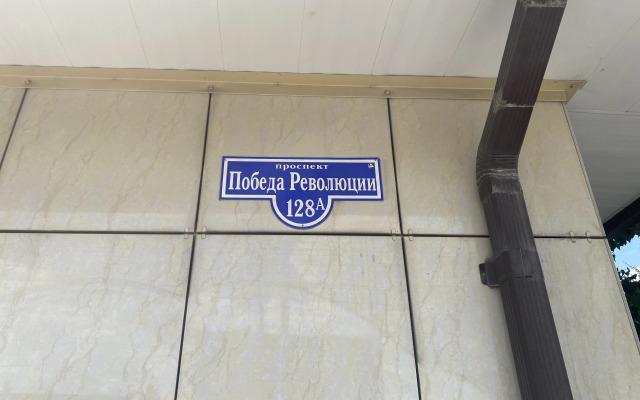 проспект
Победа Революции
128А